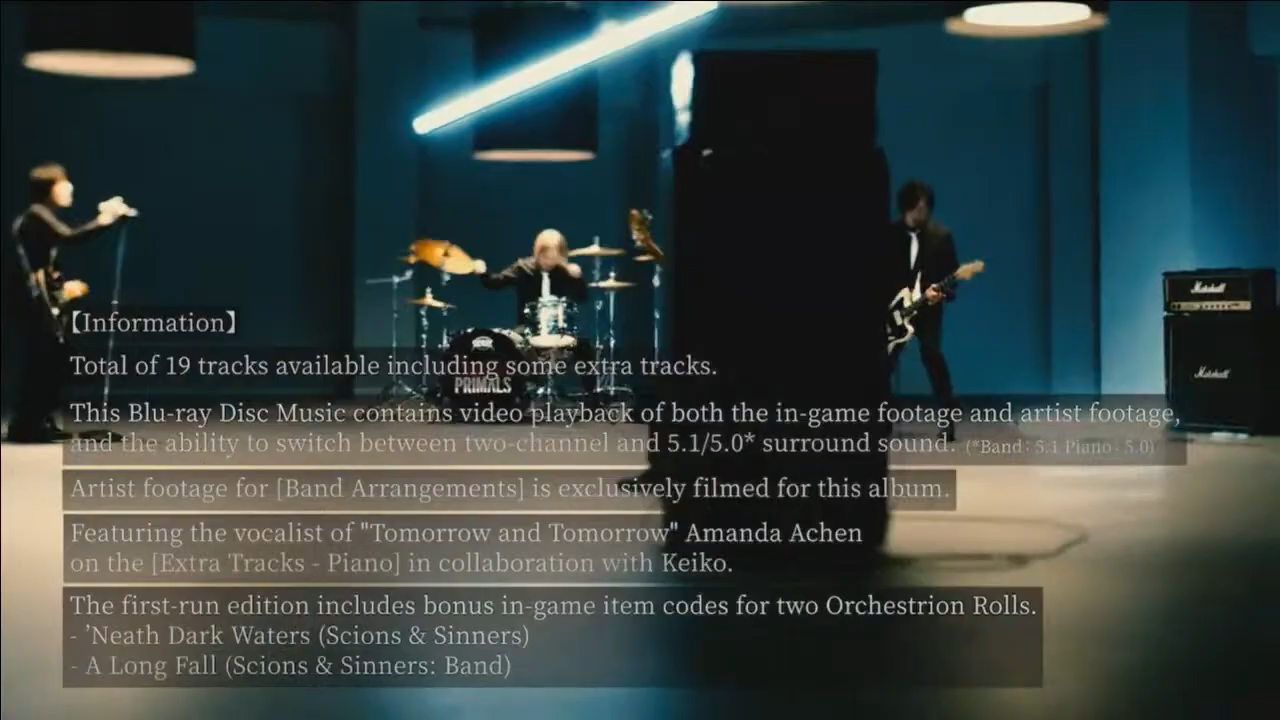 Marshall
【Information】
Total of 19 tracks available including some extra tracks.
Marshall
PRIMALS
This Blu-ray Disc Music contains video playback of both the in-game footage and artist footage,
and the ability to switch between two-channel and 5.1/5.0* surround sound. (*Band : 5.1 Piano : 5.0)
Artist footage for [Band Arrangements] is exclusively filmed for this album.
Featuring the vocalist of "Tomorrow and Tomorrow" Amanda Achen
on the [Extra Tracks - Piano] in collaboration with Keiko.
The first-run edition includes bonus in-game item codes for two Orchestrion Rolls.
- ’Neath Dark Waters (Scions & Sinners)
- A Long Fall (Scions & Sinners: Band)